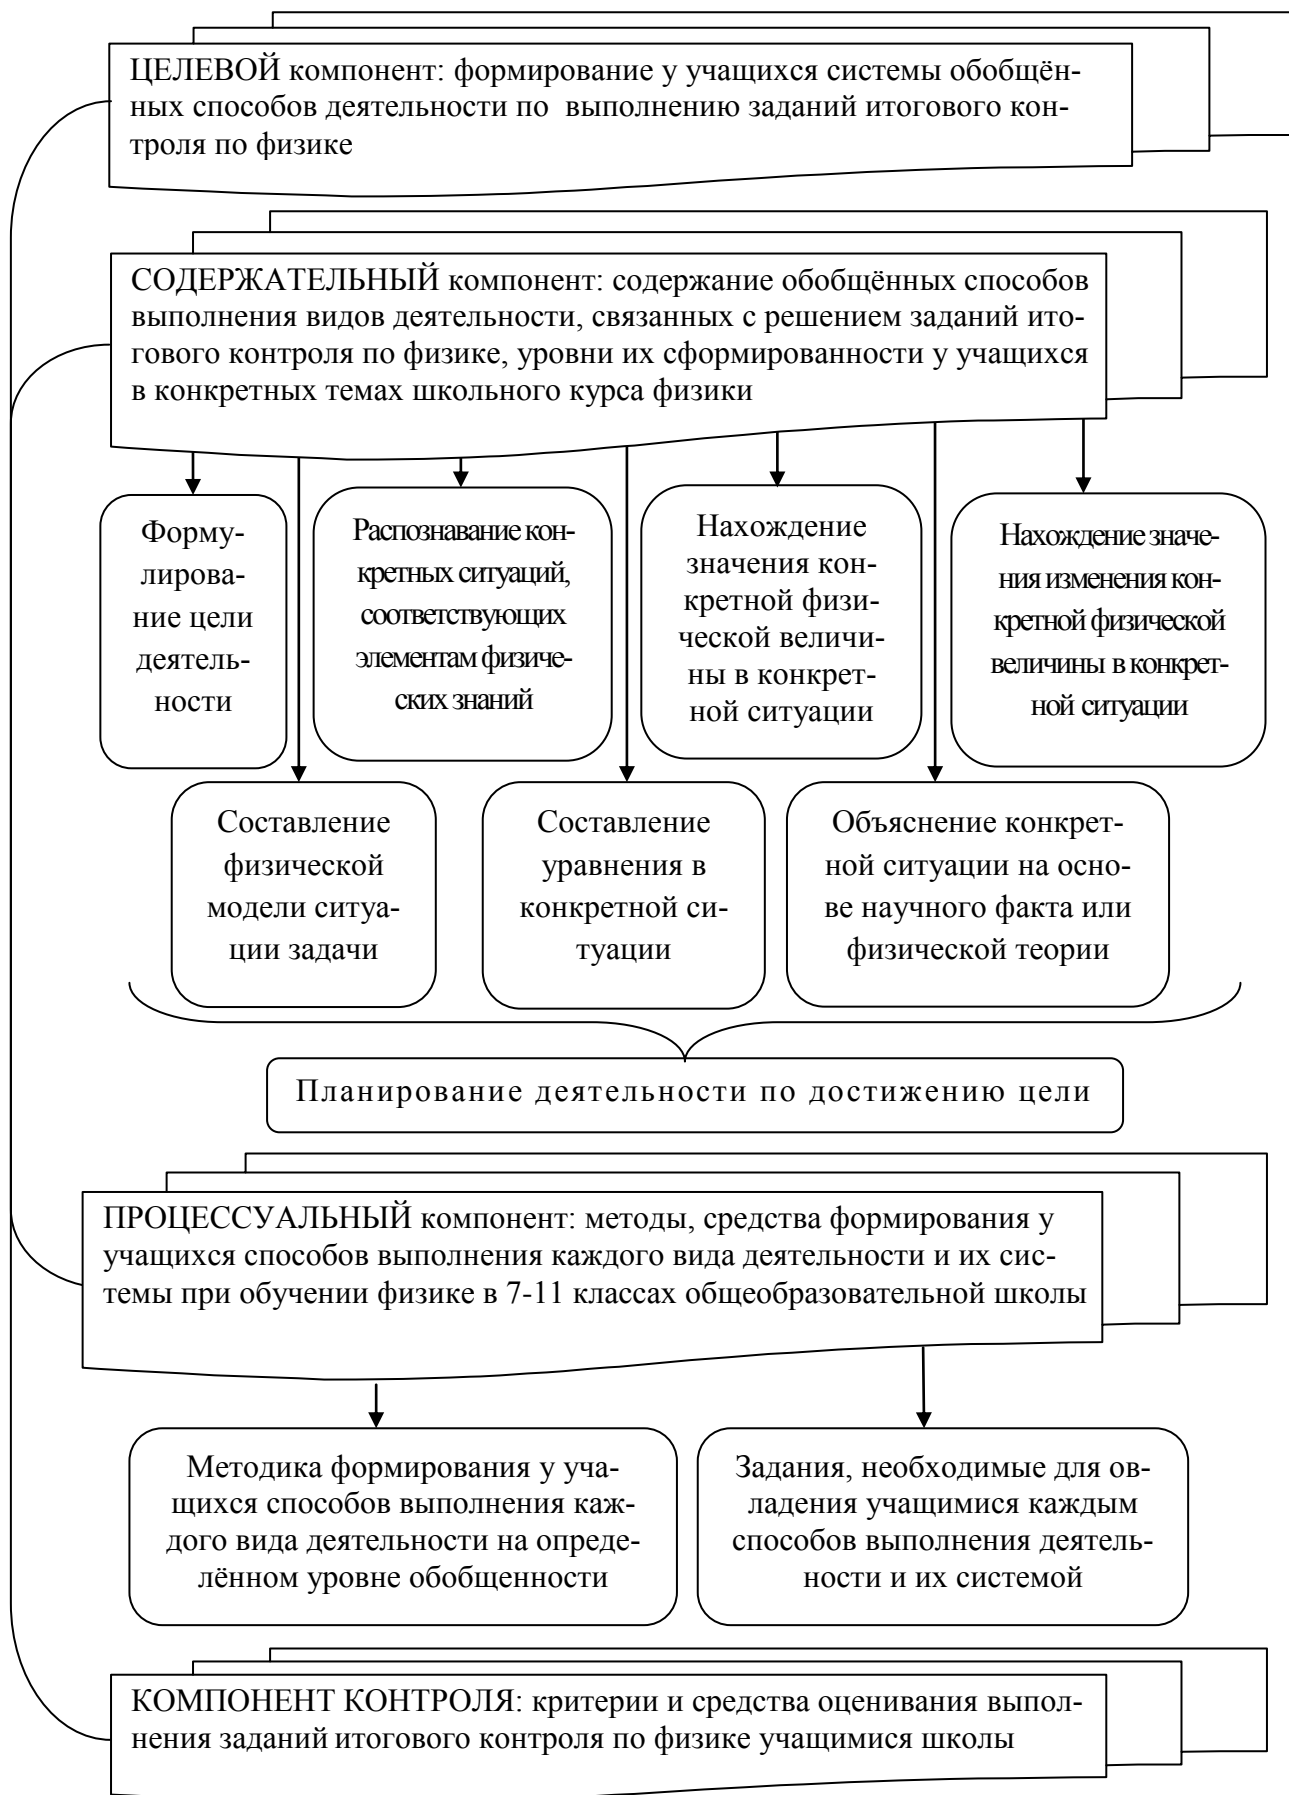 ЦЕЛЕВОЙ компонент: формирование у учащихся системы обобщён-
ных способов деятельности по выполнению заданий итогового кон-
троля по физике
СОДЕРЖАТЕЛЬНЫЙ компонент: содержание обобщённых способов
выполнения видов деятельности, связанных с решением заданий ито-
гового контроля по физике, уровни их сформированности у учащихся
в конкретных темах школьного курса физики
Форму-
лирова-
ние цели
деятель-
ности
Распознавание кон-
кретных ситуаций,
соответствующих
элементам физиче-
ских знаний
Нахождение
значения кон-
кретной физи-
ческой величи-
ны в конкрет-
ной ситуации
Нахождение значе-
ния изменения кон-
кретной физической
величины в конкрет-
ной ситуации
Составление
физической
модели ситуа-
ции задачи
Составление
уравнения в
конкретной си-
туации
Объяснение конкрет-
ной ситуации на осно-
ве научного факта или
физической теории
Планирование деятельности по достижению цели
ПРОЦЕССУАЛЬНЫЙ компонент: методы, средства формирования у
учащихся способов выполнения каждого вида деятельности и их сис-
темы при обучении физике в 7-11 классах общеобразовательной школы
Методика формирования у уча-
щихся способов выполнения каж-
дого вида деятельности на опреде-
лённом уровне обобщенности
Задания, необходимые для ов-
ладения учащимися каждым
способов выполнения деятель-
ности и их системой
КОМПОНЕНТ КОНТРОЛЯ: критерии и средства оценивания выпол-
нения заданий итогового контроля по физике учащимися школы